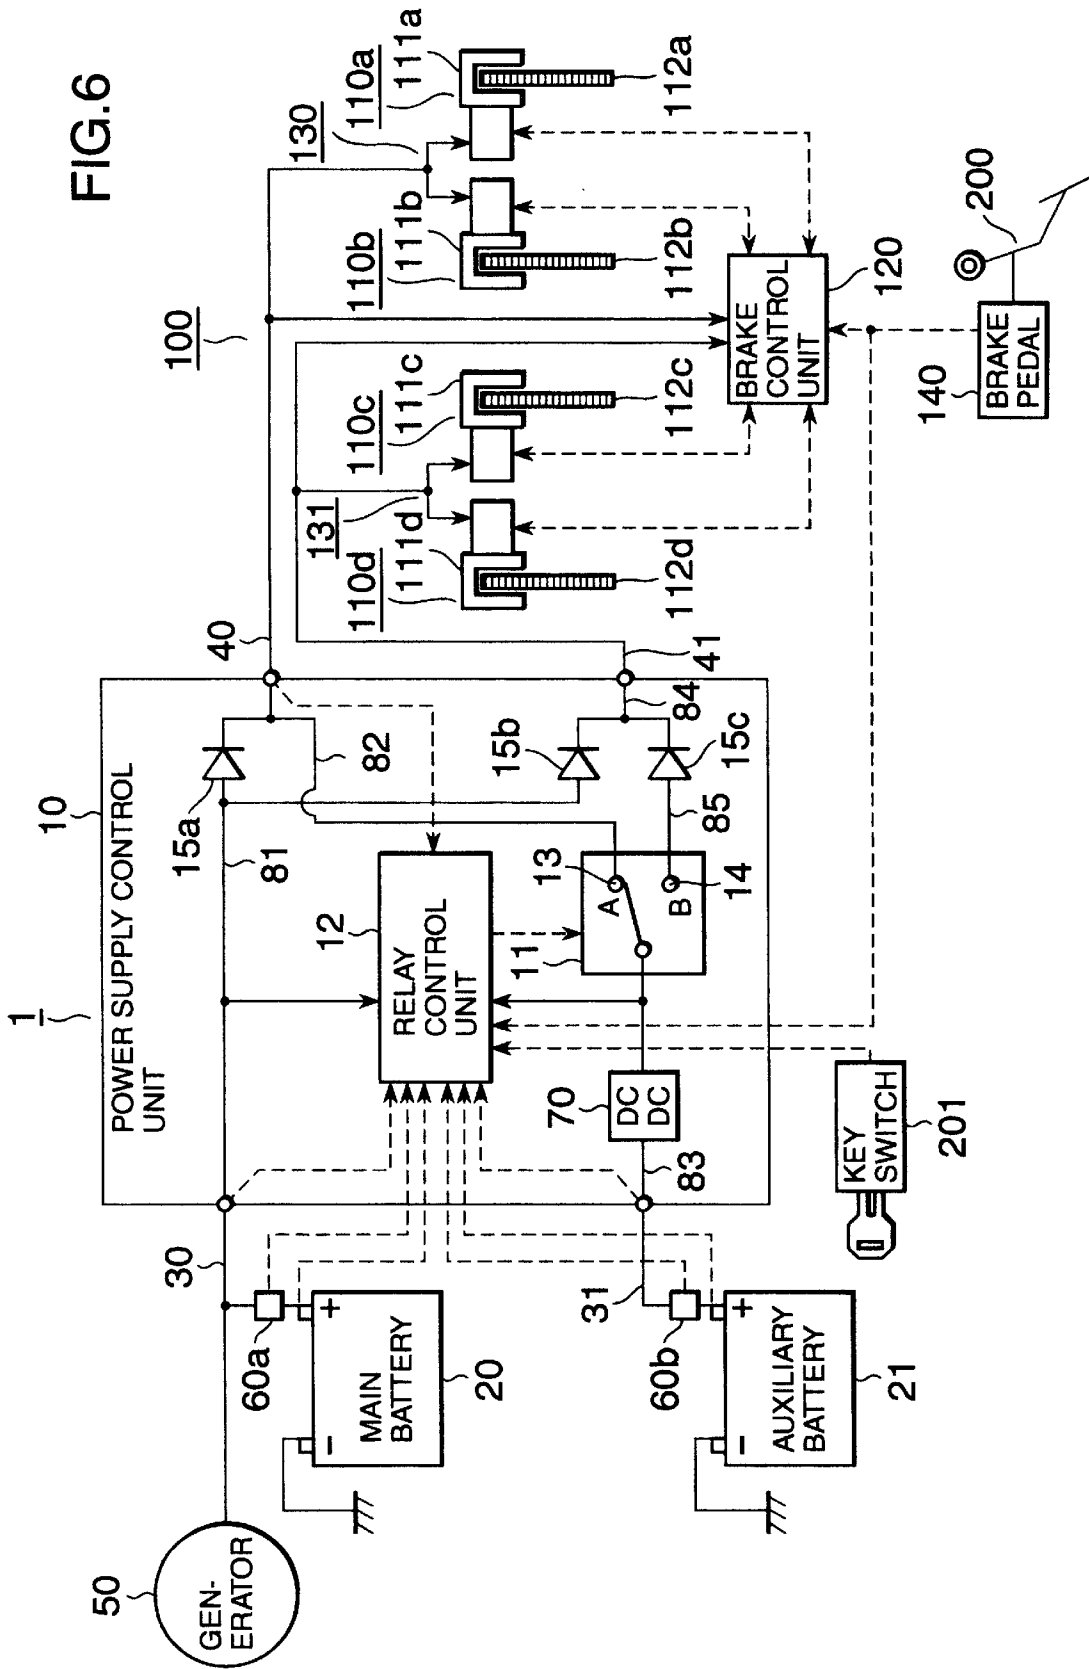 FIG.6
1
10
POWER SUPPLY CONTROL
UNIT
50
GEN-
ERATOR
30
60a
+
-
MAIN
BATTERY
20
31
60b
+
-
AUXILIARY
BATTERY
21
81
15a
82
12
RELAY
CONTROL
UNIT
70
DC
DC
83
11
A
B
13
14
15b
15c
84
85
40
41
KEY
SWITCH
201
100
130
131
110a
111a
112a
110b
111b
112b
110c
111c
112c
110d
111d
112d
BRAKE
CONTROL
UNIT
120
140
BRAKE
PEDAL
200